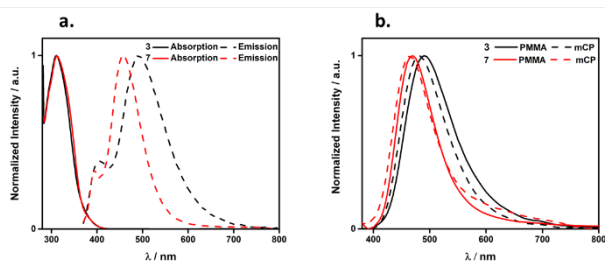 a.
3 Absorption Emission
7 Absorption Emission
Normalized Intensity / a.u.
1
0
300 400 500 600 700 800
λ / nm
b.
3 PMMA mCP
7 PMMA mCP
Normalized Intensity / a.u.
1
0
400 500 600 700 800
λ / nm